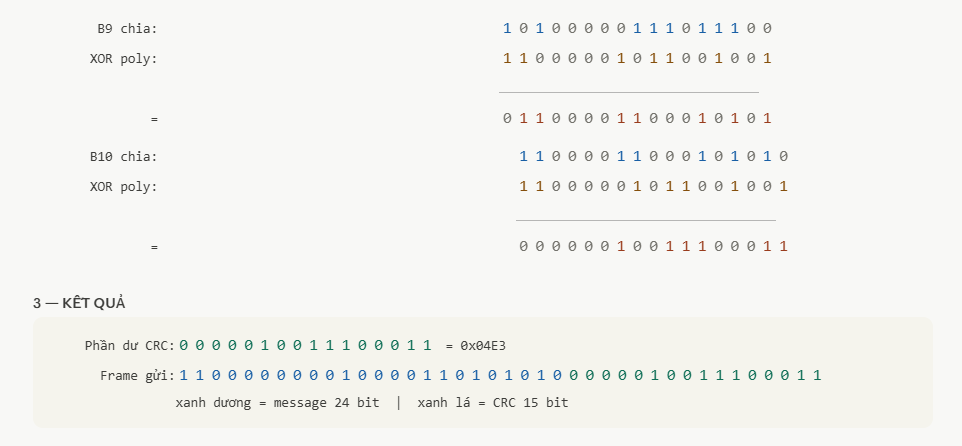 B9 chia: 1 0 1 0 0 0 0 0 1 1 1 0 1 1 1 0 0
XOR poly: 1 1 0 0 0 0 0 1 0 1 1 0 0 1 0 0 1
= 0 1 1 0 0 0 0 1 1 0 0 0 1 0 1 0 1
B10 chia: 1 1 0 0 0 0 1 1 0 0 0 1 0 1 0 1 0
XOR poly: 1 1 0 0 0 0 0 1 0 1 1 0 0 1 0 0 1
= 0 0 0 0 0 0 1 0 0 1 1 1 0 0 0 1 1
3 — KẾT QUẢ
Phần dư CRC: 0 0 0 0 0 1 0 0 1 1 1 0 0 0 1 1 = 0x04E3
Frame gửi: 1 1 0 0 0 0 0 0 0 0 1 0 0 0 0 1 1 0 1 0 1 0 1 0 0 0 0 0 0 1 0 0 1 1 1 0 0 0 1 1
xanh dương = message 24 bit | xanh lá = CRC 15 bit